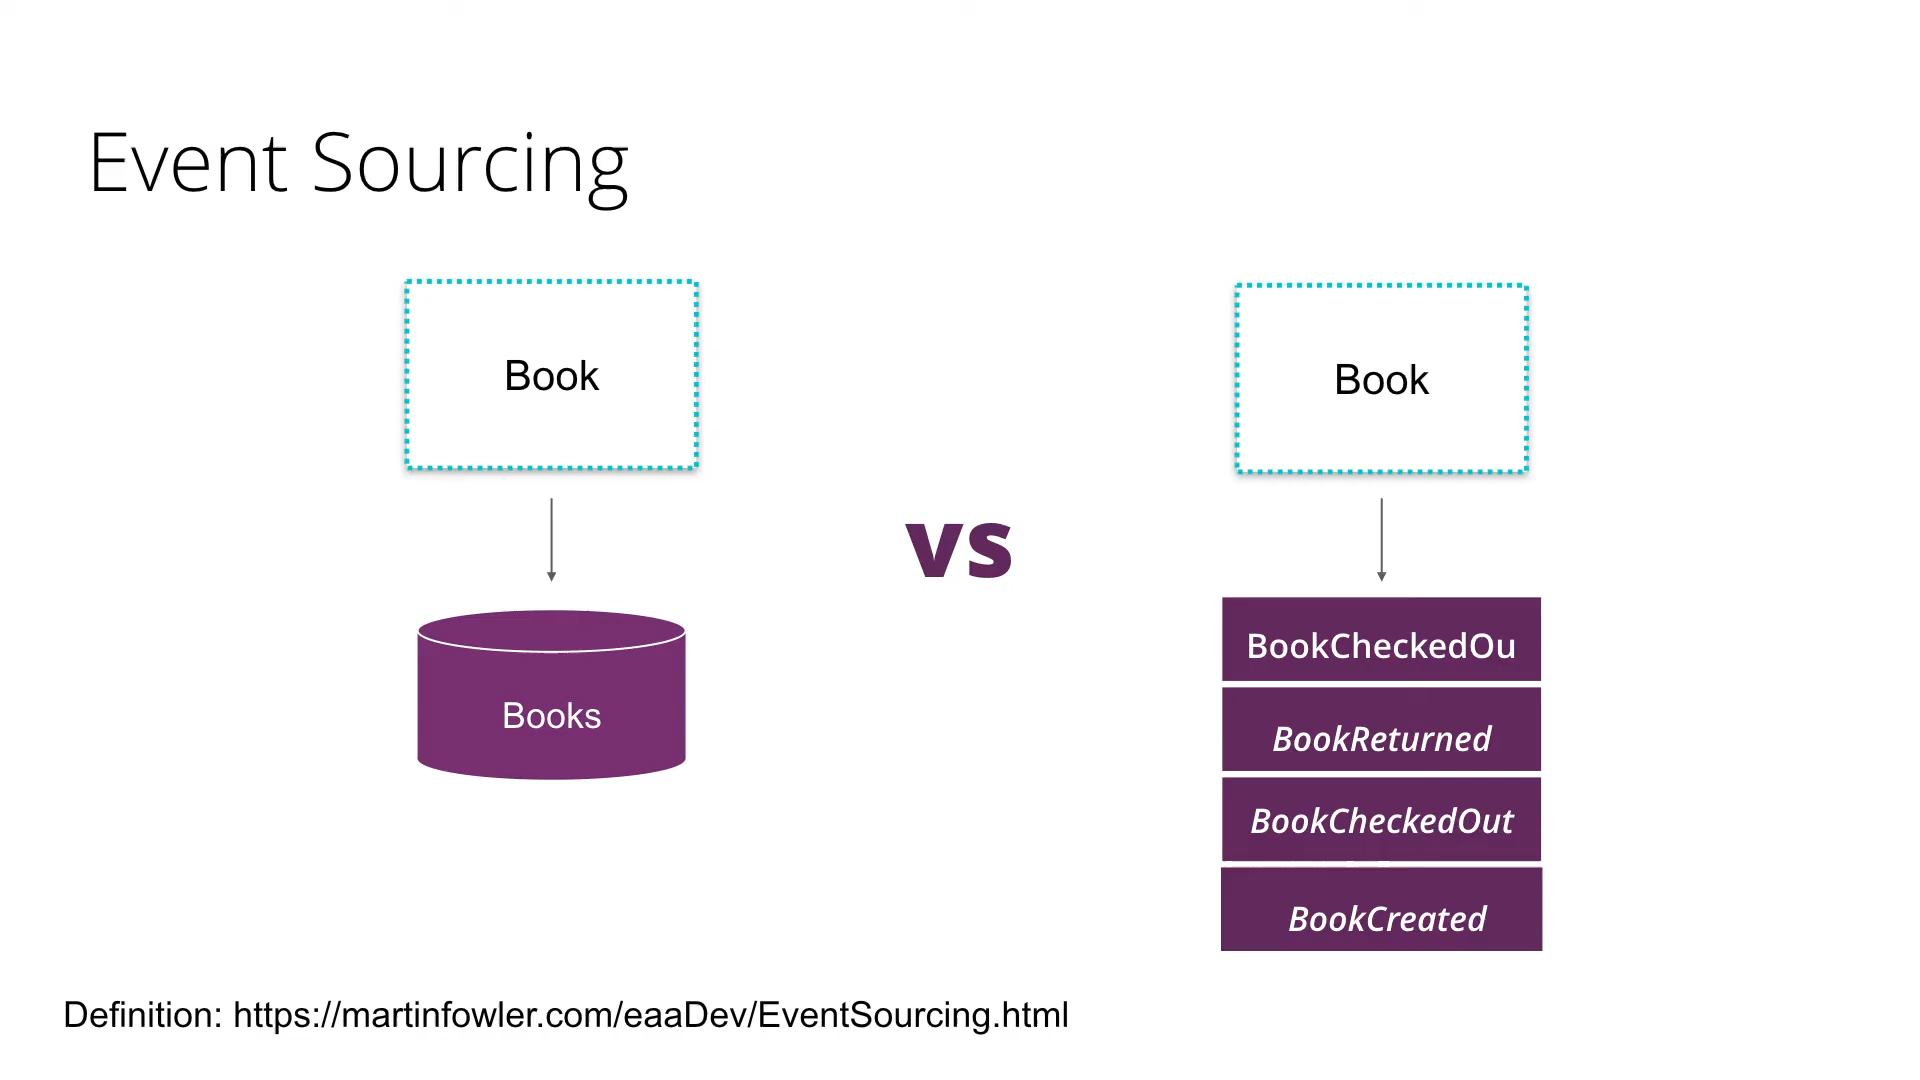 Event Sourcing
Book
Books
vs
Book
BookCheckedOu
BookReturned
BookCheckedOut
BookCreated
Definition: https://martinfowler.com/eaaDev/EventSourcing.html